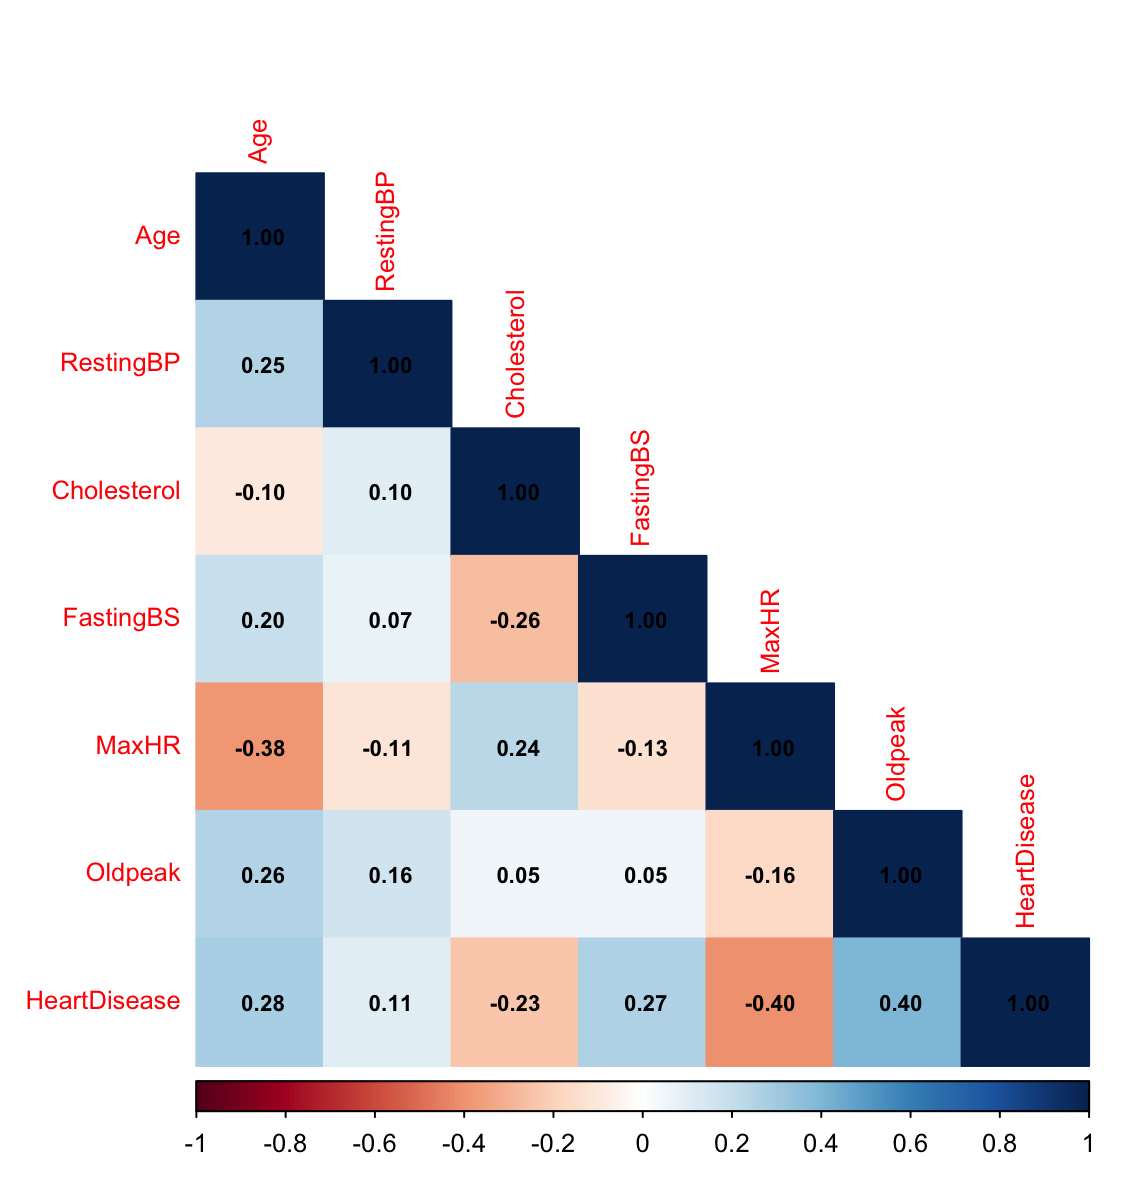 Age
Age 1.00
RestingBP
RestingBP 0.25 1.00
Cholesterol
Cholesterol -0.10 0.10 1.00
FastingBS
FastingBS 0.20 0.07 -0.26 1.00
MaxHR
MaxHR -0.38 -0.11 0.24 -0.13 1.00
Oldpeak
Oldpeak 0.26 0.16 0.05 0.05 -0.16 1.00
HeartDisease
HeartDisease 0.28 0.11 -0.23 0.27 -0.40 0.40 1.00
-1 -0.8 -0.6 -0.4 -0.2 0 0.2 0.4 0.6 0.8 1